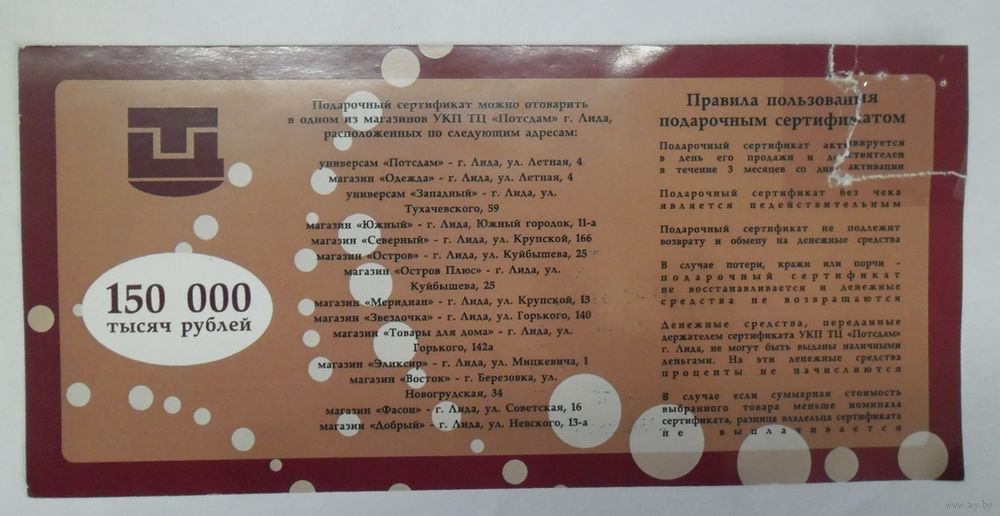 150 000
тысяч рублей
Подарочный сертификат можно отоварить
в одном из магазинов УКП ТЦ «Потсдам» г. Лида,
расположенных по следующим адресам:
универсам «Потсдам» - г. Лида, ул. Летная, 4
магазин «Одежда» - г. Лида, ул. Летная, 4
универсам «Западный» - г. Лида, ул.
Тухачевского, 59
магазин «Южный» - г. Лида, Южный городок, 11-а
магазин «Северный» - г. Лида, ул. Крупской, 166
магазин «Остров» - г. Лида, ул. Куйбышева, 25
магазин «Остров Плюс» - г. Лида, ул.
Куйбышева, 25
магазин «Меридиан» - г. Лида, ул. Крупской, 13
магазин «Звездочка» - г. Лида, ул. Горького, 140
магазин «Товары для дома» - г. Лида, ул.
Горького, 142а
магазин «Эликсир» - г. Лида, ул. Мицкевича, 1
магазин «Восток» - г. Березовка, ул.
Новогрудская, 34
магазин «Фасон» - г. Лида, ул. Советская, 16
магазин «Добрый» - г. Лида, ул. Невского, 13-а
Правила пользования
подарочным сертификатом
Подарочный сертификат активируется
в день его продажи и действителен
в течение 3 месяцев со дня активации
Подарочный сертификат без чека
является недействительным
Подарочный сертификат не подлежит
возврату и обмену на денежные средства
В случае потери, кражи или порчи -
подарочный сертификат
не восстанавливается и денежные
средства не возвращаются
Денежные средства, переданные
держателем сертификата УКП ТЦ «Потсдам»
г. Лида, не могут быть выданы наличными
деньгами. На эти денежные средства
проценты не начисляются
В случае если суммарная стоимость
выбранного товара меньше номинала
сертификата, разница владельца сертификата
не выплачивается
www.ay.by